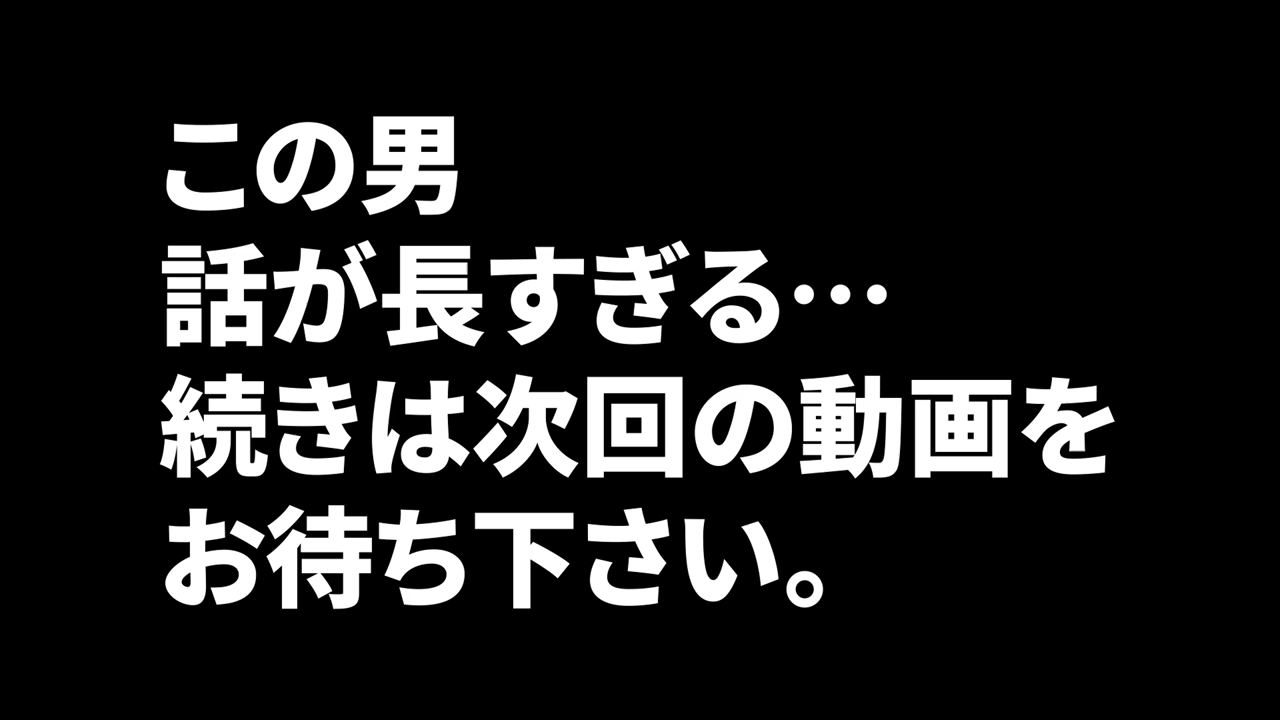 この男
話が長すぎる…
続きは次回の動画を
お待ち下さい。